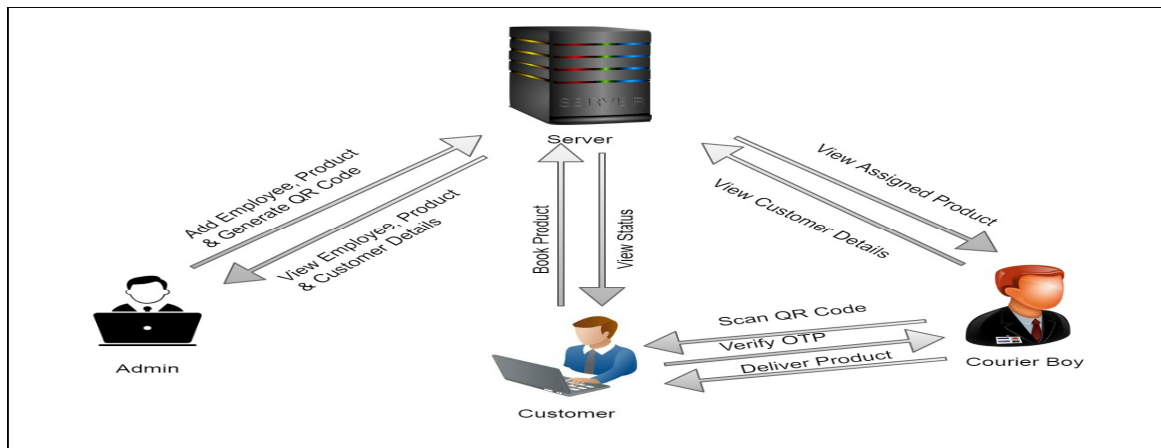 SERVER
Server
Add Employee, Product
& Generate QR Code
View Employee, Product
& Customer Details
Book Product
View Status
View Assigned Product
View Customer Details
Admin
Scan QR Code
Verify OTP
Deliver Product
Courier Boy
Customer